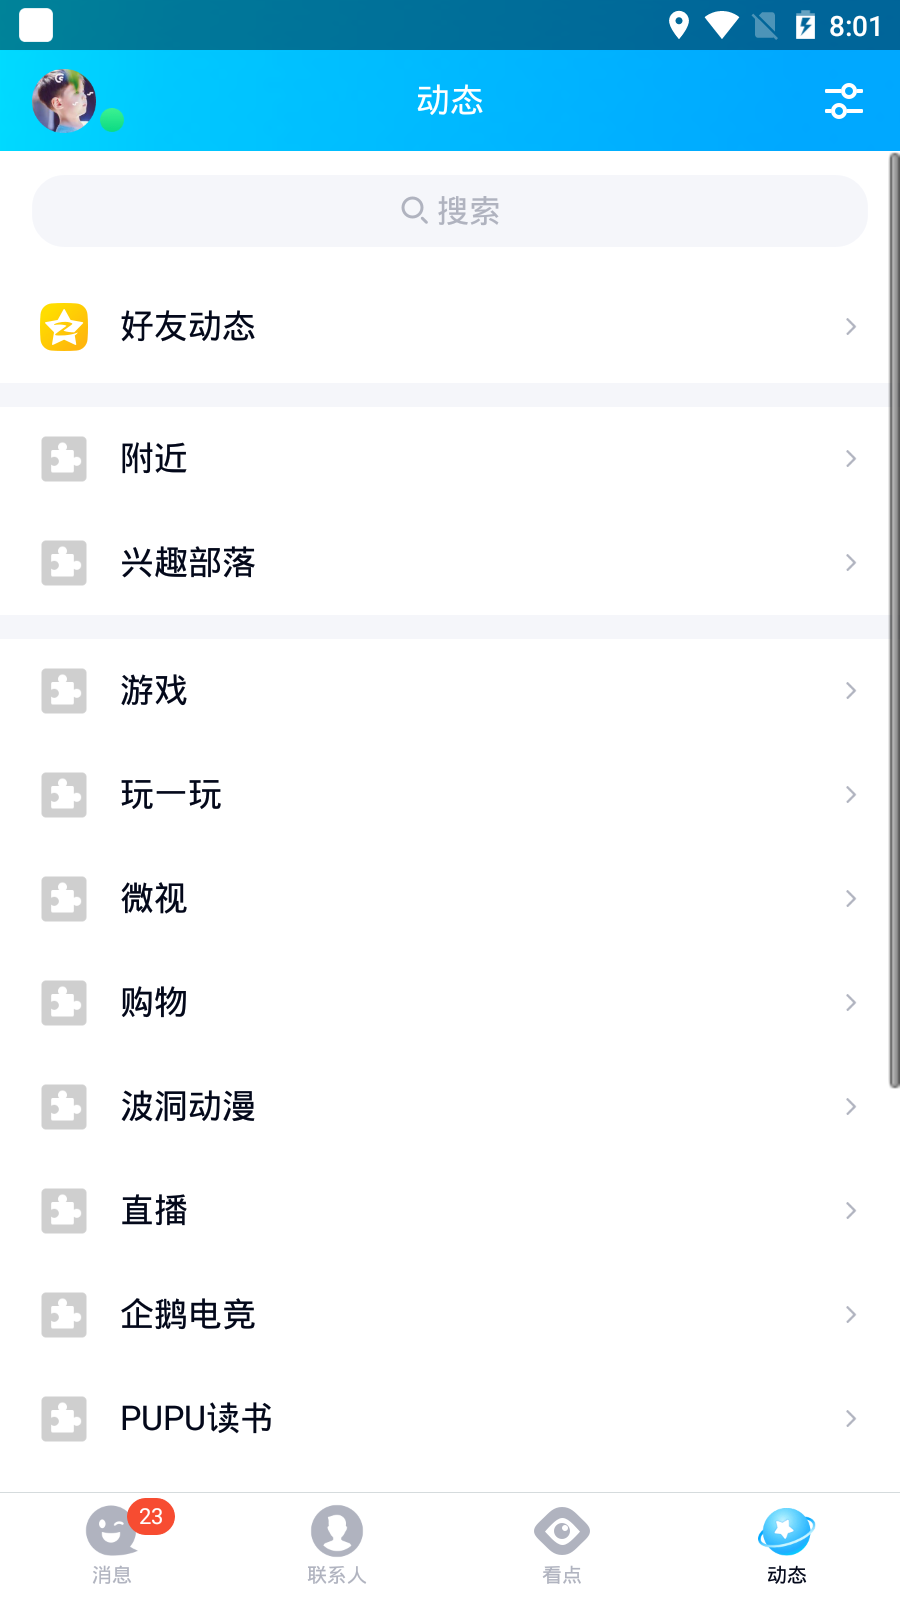 8:01
动态
搜索
好友动态
附近
兴趣部落
游戏
玩一玩
微视
购物
波洞动漫
直播
企鹅电竞
PUPU读书
23
消息
联系人
看点
动态